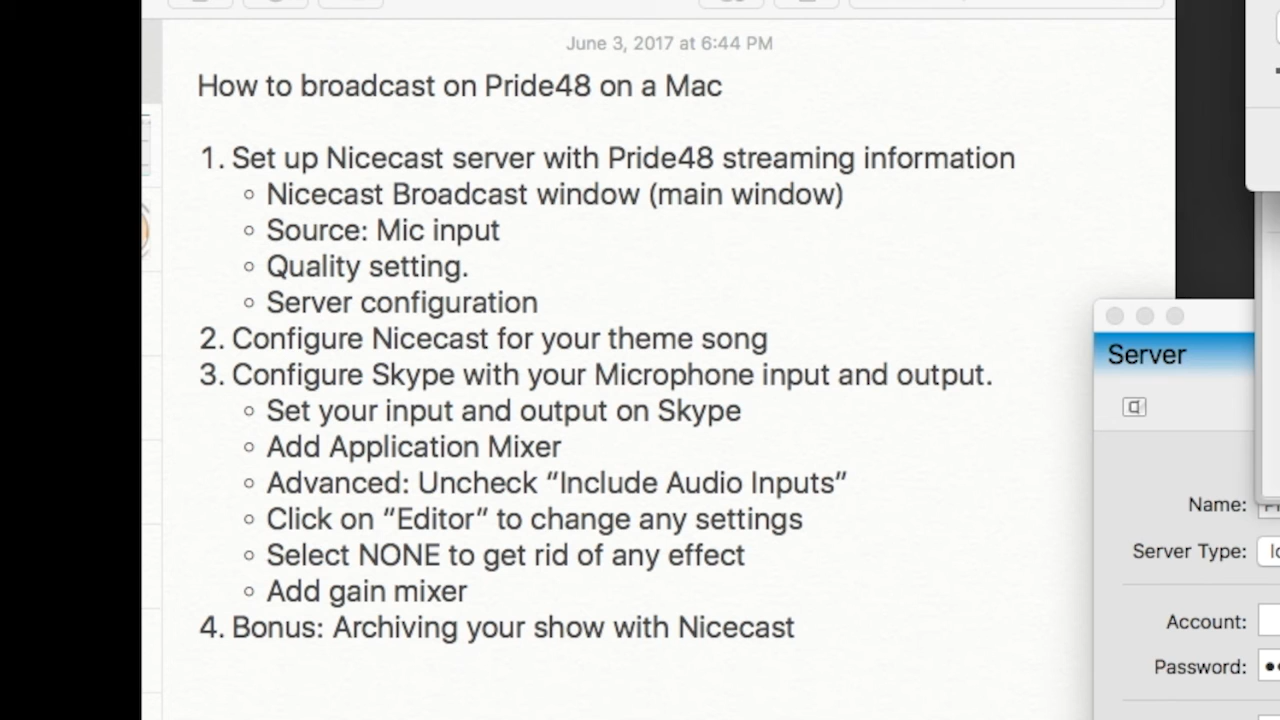 June 3, 2017 at 6:44 PM
How to broadcast on Pride48 on a Mac
1. Set up Nicecast server with Pride48 streaming information
◦ Nicecast Broadcast window (main window)
◦ Source: Mic input
◦ Quality setting.
◦ Server configuration
2. Configure Nicecast for your theme song
3. Configure Skype with your Microphone input and output.
◦ Set your input and output on Skype
◦ Add Application Mixer
◦ Advanced: Uncheck “Include Audio Inputs”
◦ Click on “Editor” to change any settings
◦ Select NONE to get rid of any effect
◦ Add gain mixer
4. Bonus: Archiving your show with Nicecast
Server
Name:
Server Type:
Account:
Password: